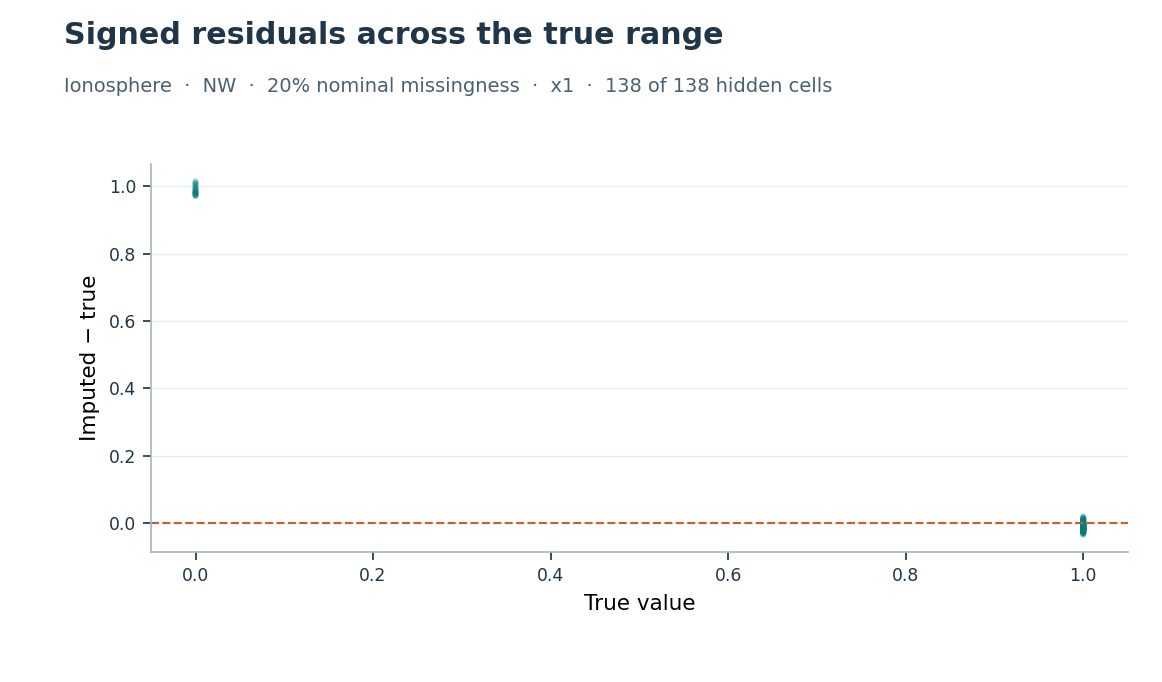 Signed residuals across the true range
Ionosphere · NW · 20% nominal missingness · x1 · 138 of 138 hidden cells
Imputed − true
1.0
0.8
0.6
0.4
0.2
0.0
0.0 0.2 0.4 0.6 0.8 1.0
True value